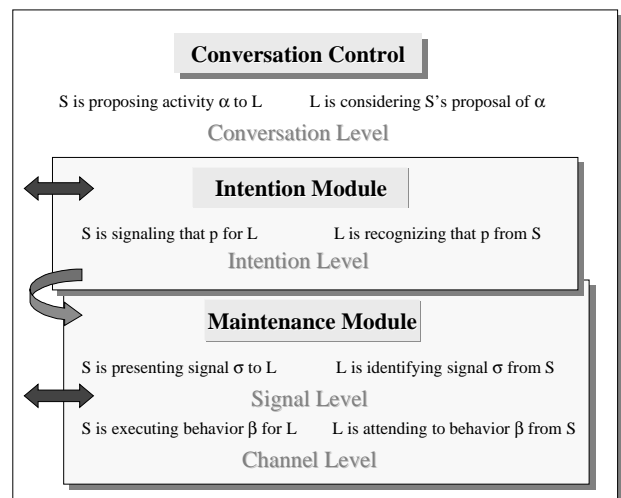 Conversation Control
S is proposing activity α to L L is considering S's proposal of α
Conversation Level
Intention Module
S is signaling that p for L L is recognizing that p from S
Intention Level
Maintenance Module
S is presenting signal σ to L L is identifying signal σ from S
Signal Level
S is executing behavior β for L L is attending to behavior β from S
Channel Level